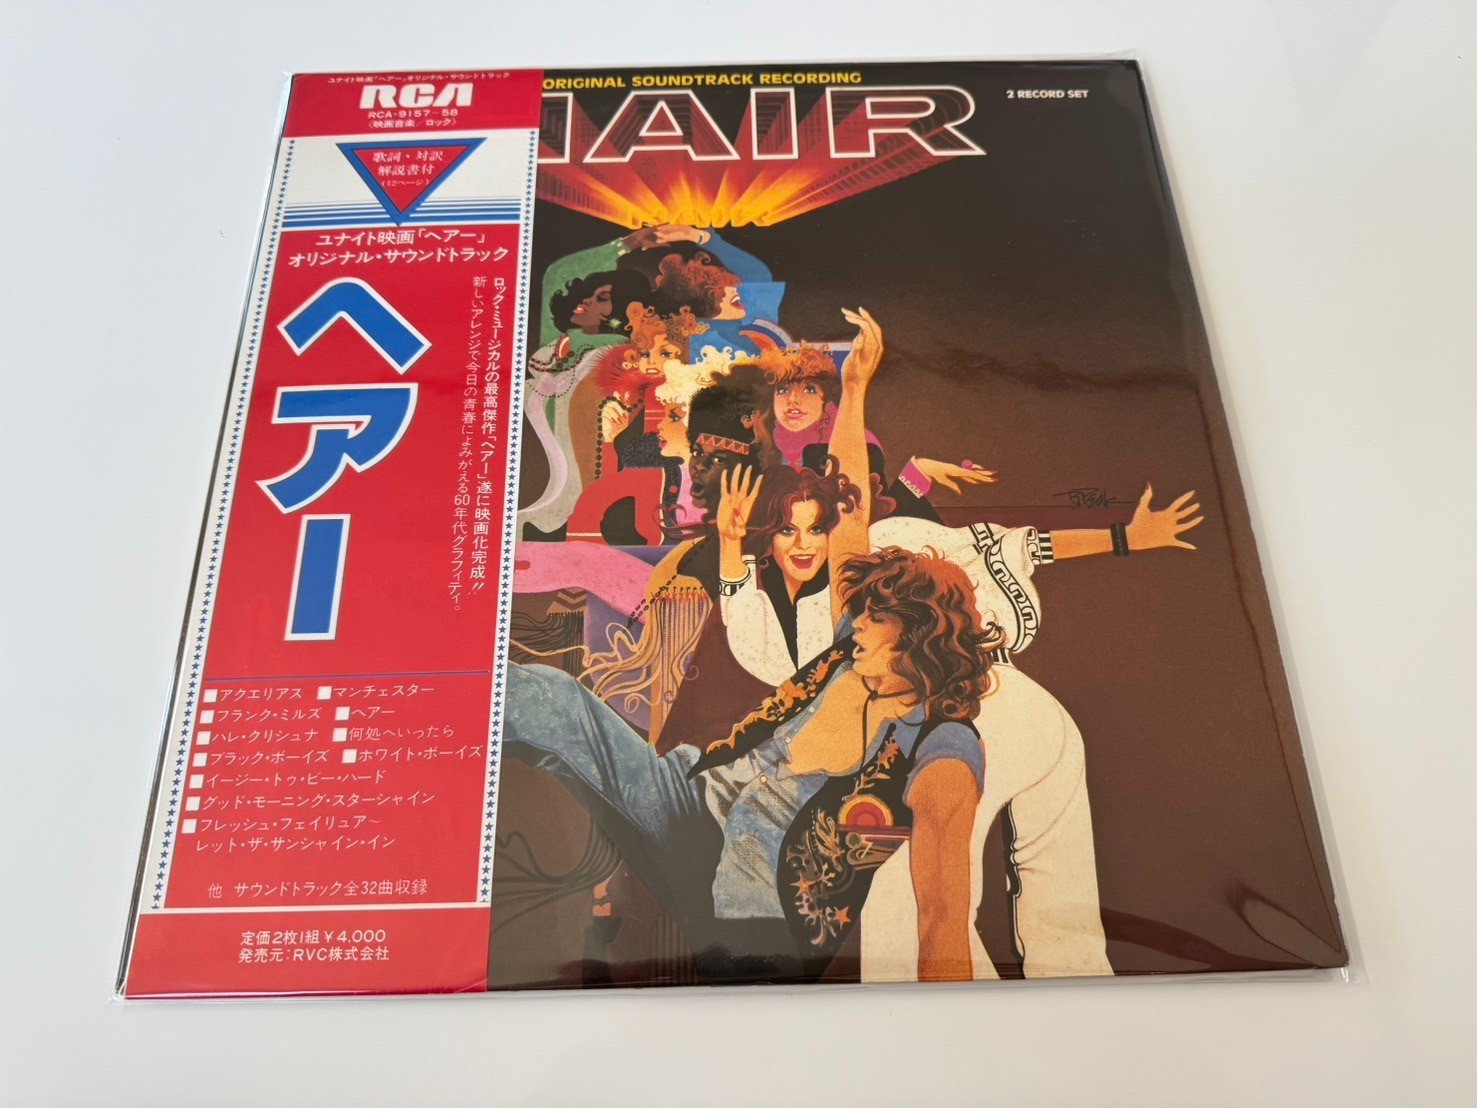 ユナイト映画「ヘアー」オリジナル・サウンドトラック
RCA
RCA-9157~58
〈映画音楽、ロック〉
歌詞・対訳
解説書付
(12ページ)
ユナイト映画「ヘアー」
オリジナル・サウンドトラック
ヘアー
ロック・ミュージカルの最高傑作「ヘアー」遂に映画化完成!!
新しいアレンジで今日の青春によみがえる60年代グラフィティ。
■アクエリアス ■マンチェスター
■フランク・ミルズ ■ヘアー
■ハレ・クリシュナ ■何処へいったら
■ブラック・ボーイズ ■ホワイト・ボーイズ
■イージー・トゥ・ビー・ハード
■グッド・モーニング・スターシャイン
■フレッシュ・フェイリュア~
レット・ザ・サンシャイン・イン
他 サウンドトラック全32曲収録
定価2枚1組¥4,000
発売元:RVC株式会社
ORIGINAL SOUNDTRACK RECORDING
HAIR
2 RECORD SET
HAIR
B.Peak